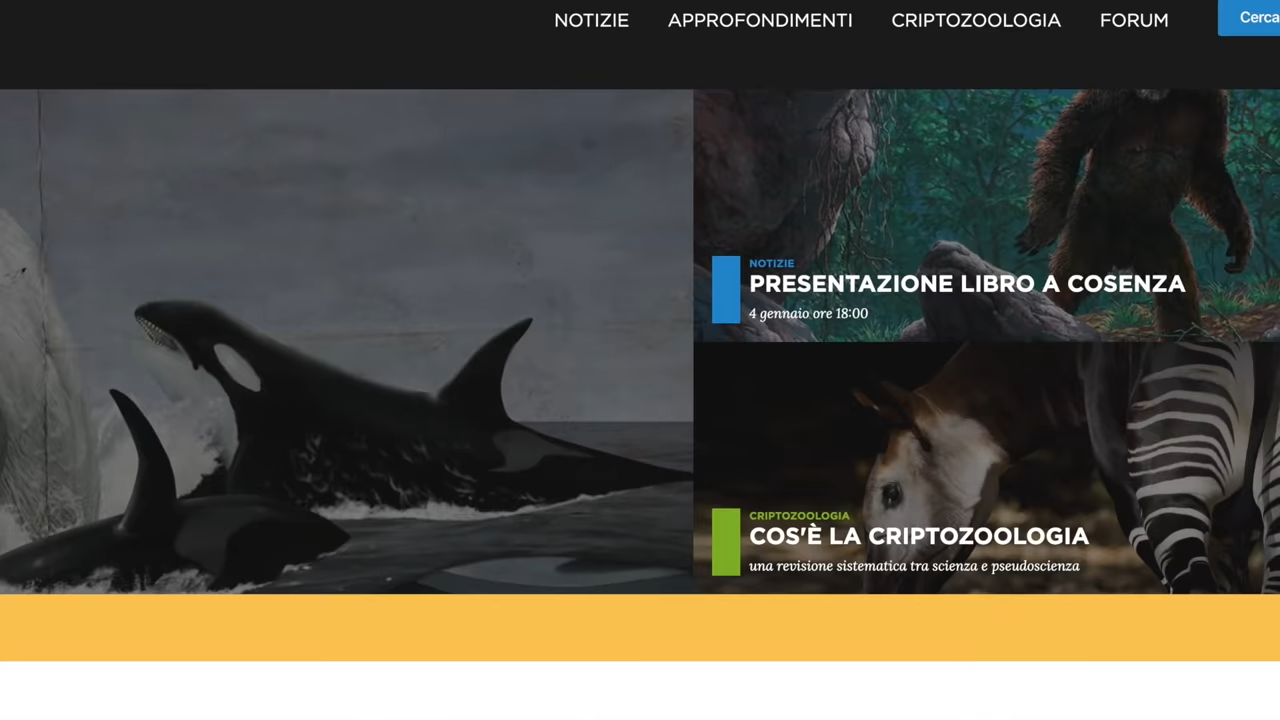 NOTIZIE APPROFONDIMENTI CRIPTOZOOLOGIA FORUM Cerca
NOTIZIE
PRESENTAZIONE LIBRO A COSENZA
4 gennaio ore 18:00
CRIPTOZOOLOGIA
COS'È LA CRIPTOZOOLOGIA
una revisione sistematica tra scienza e pseudoscienza